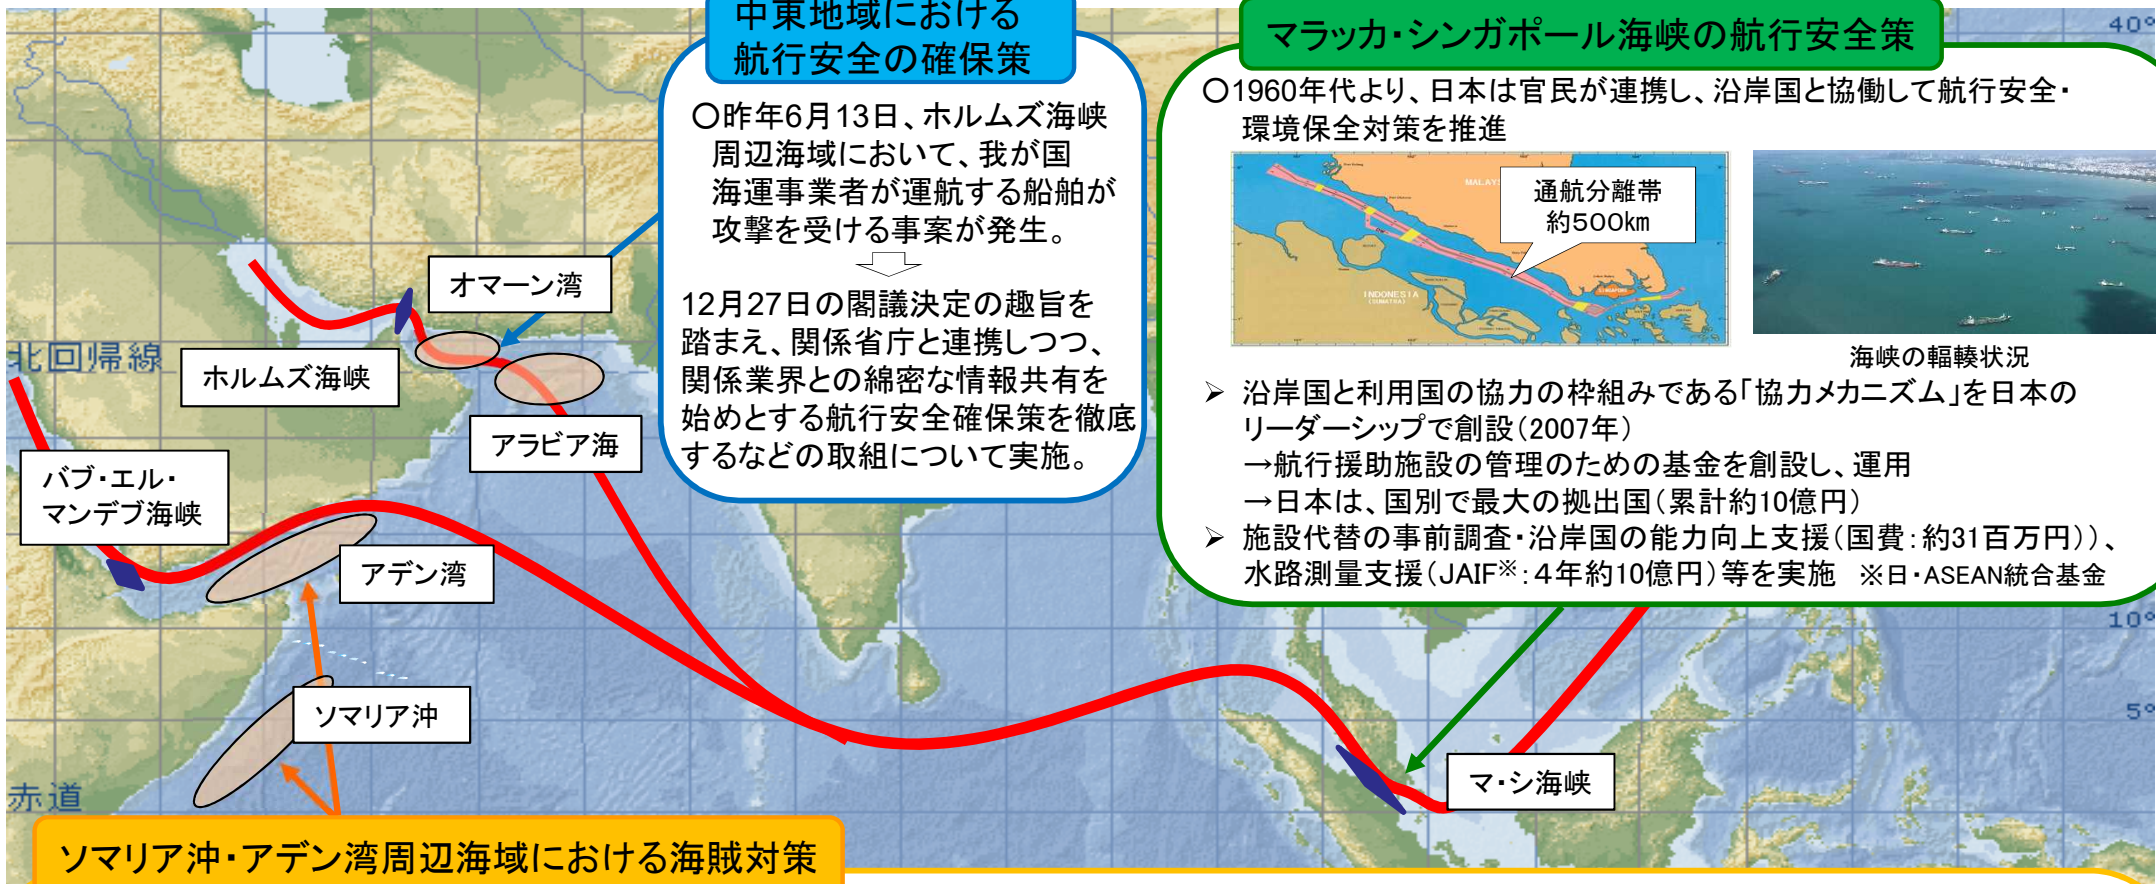 中東地域における
航行安全の確保策
○昨年6月13日、ホルムズ海峡
周辺海域において、我が国
海運事業者が運航する船舶が
攻撃を受ける事案が発生。
12月27日の閣議決定の趣旨を
踏まえ、関係省庁と連携しつつ、
関係業界との綿密な情報共有を
始めとする航行安全確保策を徹底
するなどの取組について実施。
マラッカ・シンガポール海峡の航行安全策
○1960年代より、日本は官民が連携し、沿岸国と協働して航行安全・
環境保全対策を推進
通航分離帯
約500km
INDONESIA
(SUMATRA)
海峡の輻輳状況
➢ 沿岸国と利用国の協力の枠組みである「協力メカニズム」を日本の
リーダーシップで創設（2007年）
→航行援助施設の管理のための基金を創設し、運用
→日本は、国別で最大の拠出国（累計約10億円）
➢ 施設代替の事前調査・沿岸国の能力向上支援（国費：約31百万円））、
水路測量支援（JAIF※：４年約10億円）等を実施　※日・ASEAN統合基金
オマーン湾
ホルムズ海峡
アラビア海
バブ・エル・
マンデブ海峡
アデン湾
ソマリア沖
マ・シ海峡
北回帰線
赤道
40°
10°
5°
ソマリア沖・アデン湾周辺海域における海賊対策